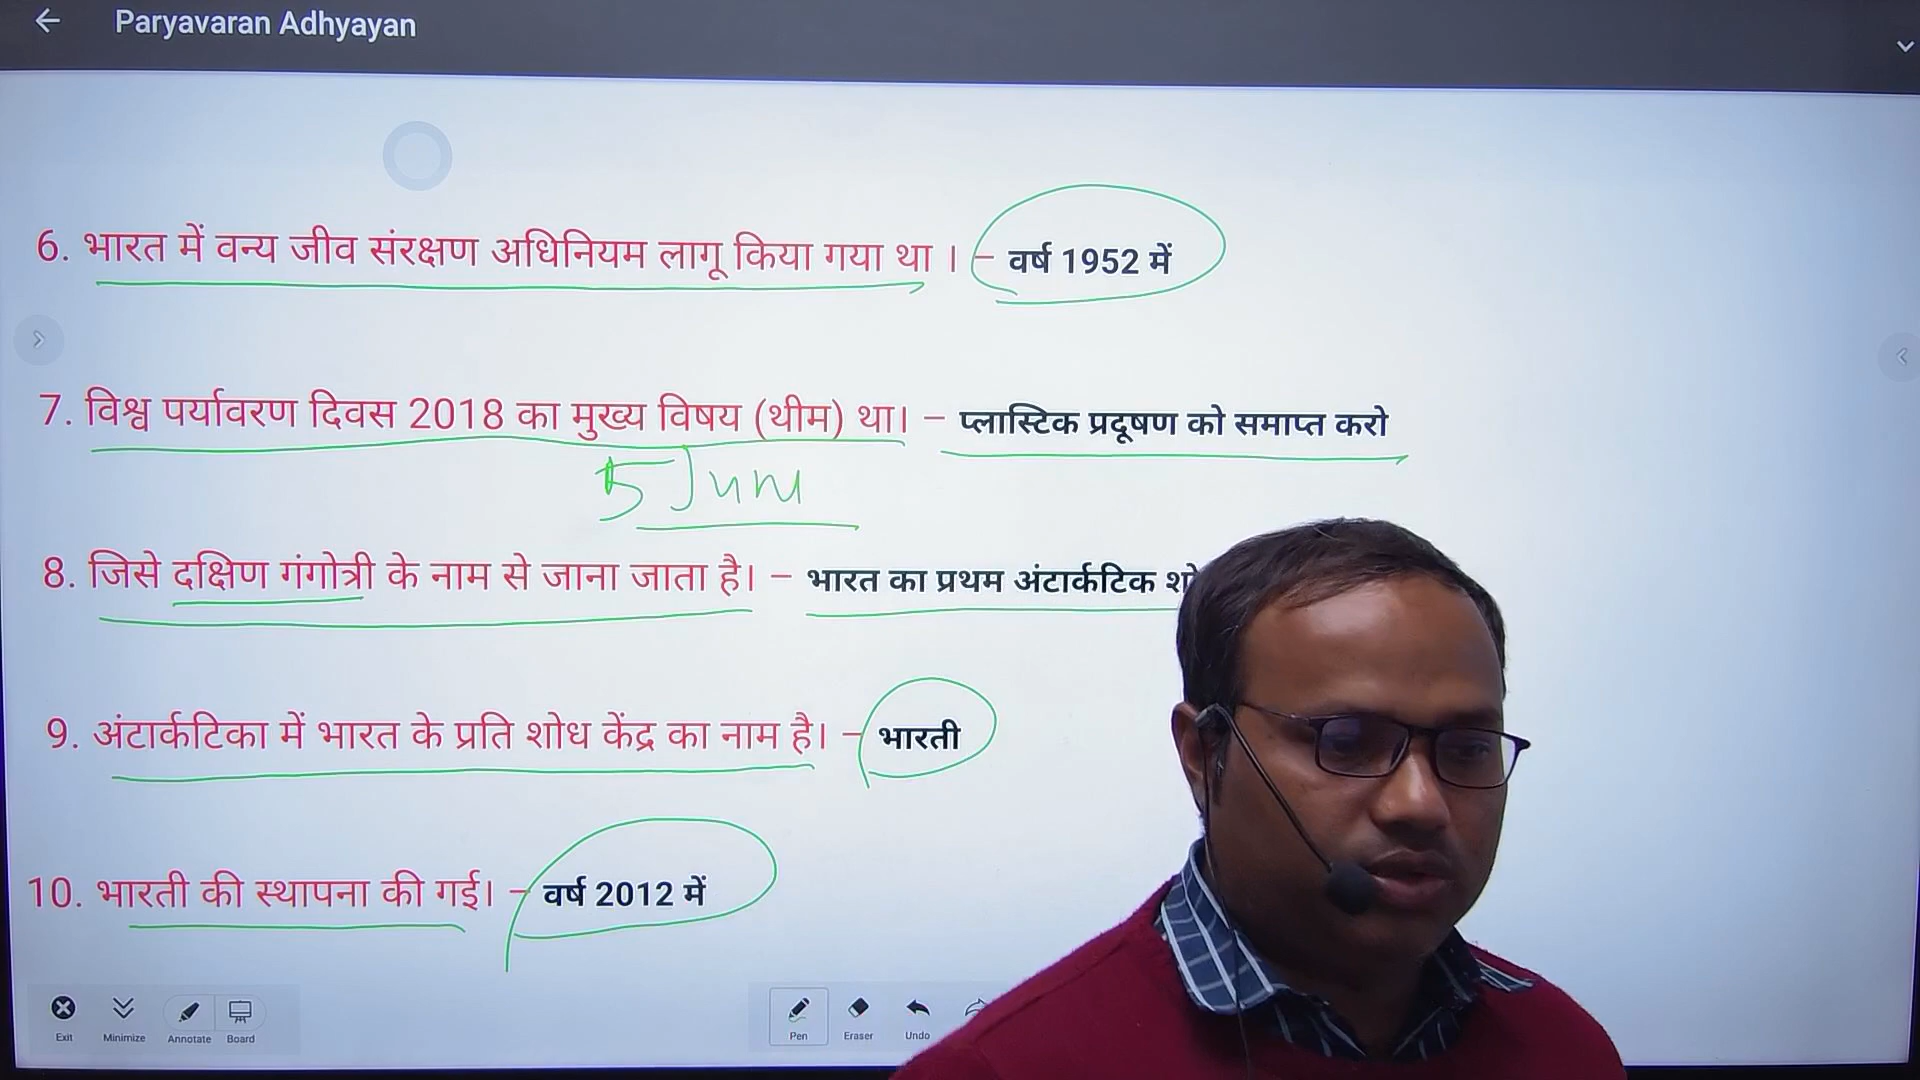 Paryavaran Adhyayan
6. भारत में वन्य जीव संरक्षण अधिनियम लागू किया गया था । – वर्ष 1952 में
7. विश्व पर्यावरण दिवस 2018 का मुख्य विषय (थीम) था। – प्लास्टिक प्रदूषण को समाप्त करो
5 June
8. जिसे दक्षिण गंगोत्री के नाम से जाना जाता है। – भारत का प्रथम अंटार्कटिक
9. अंटार्कटिका में भारत के प्रति शोध केंद्र का नाम है। – भारती
10. भारती की स्थापना की गई। – वर्ष 2012 में
Exit Minimize Annotate Board Pen Eraser Undo